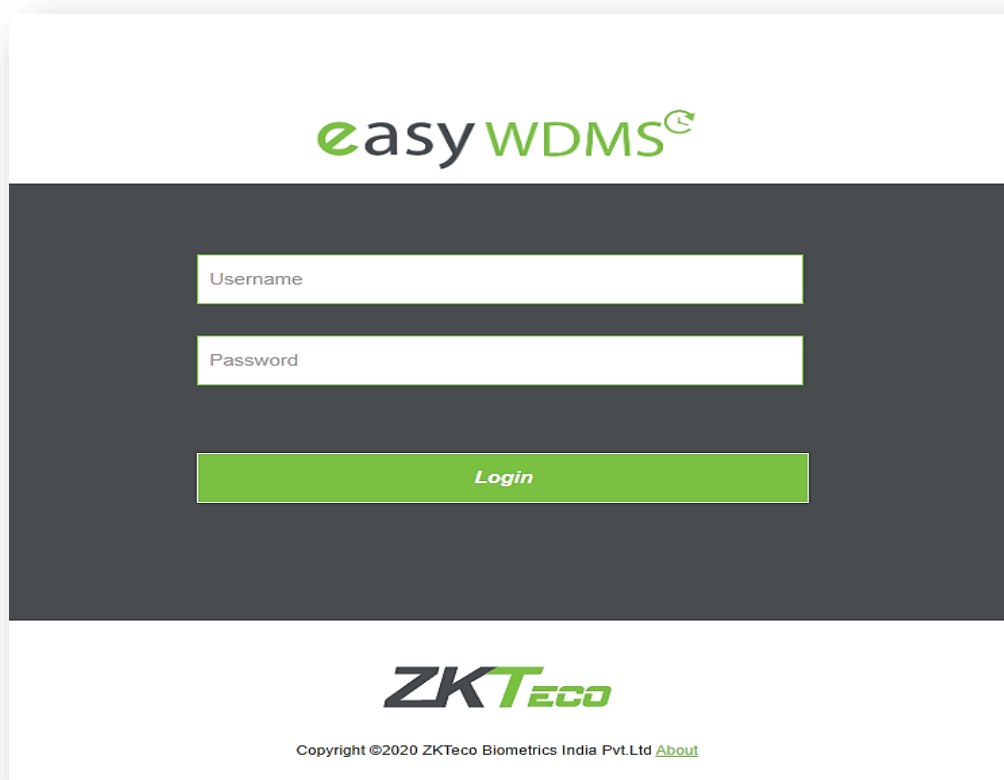 easy WDMS
Username
Password
Login
ZKTECO
Copyright ©2020 ZKTeco Biometrics India Pvt.Ltd About